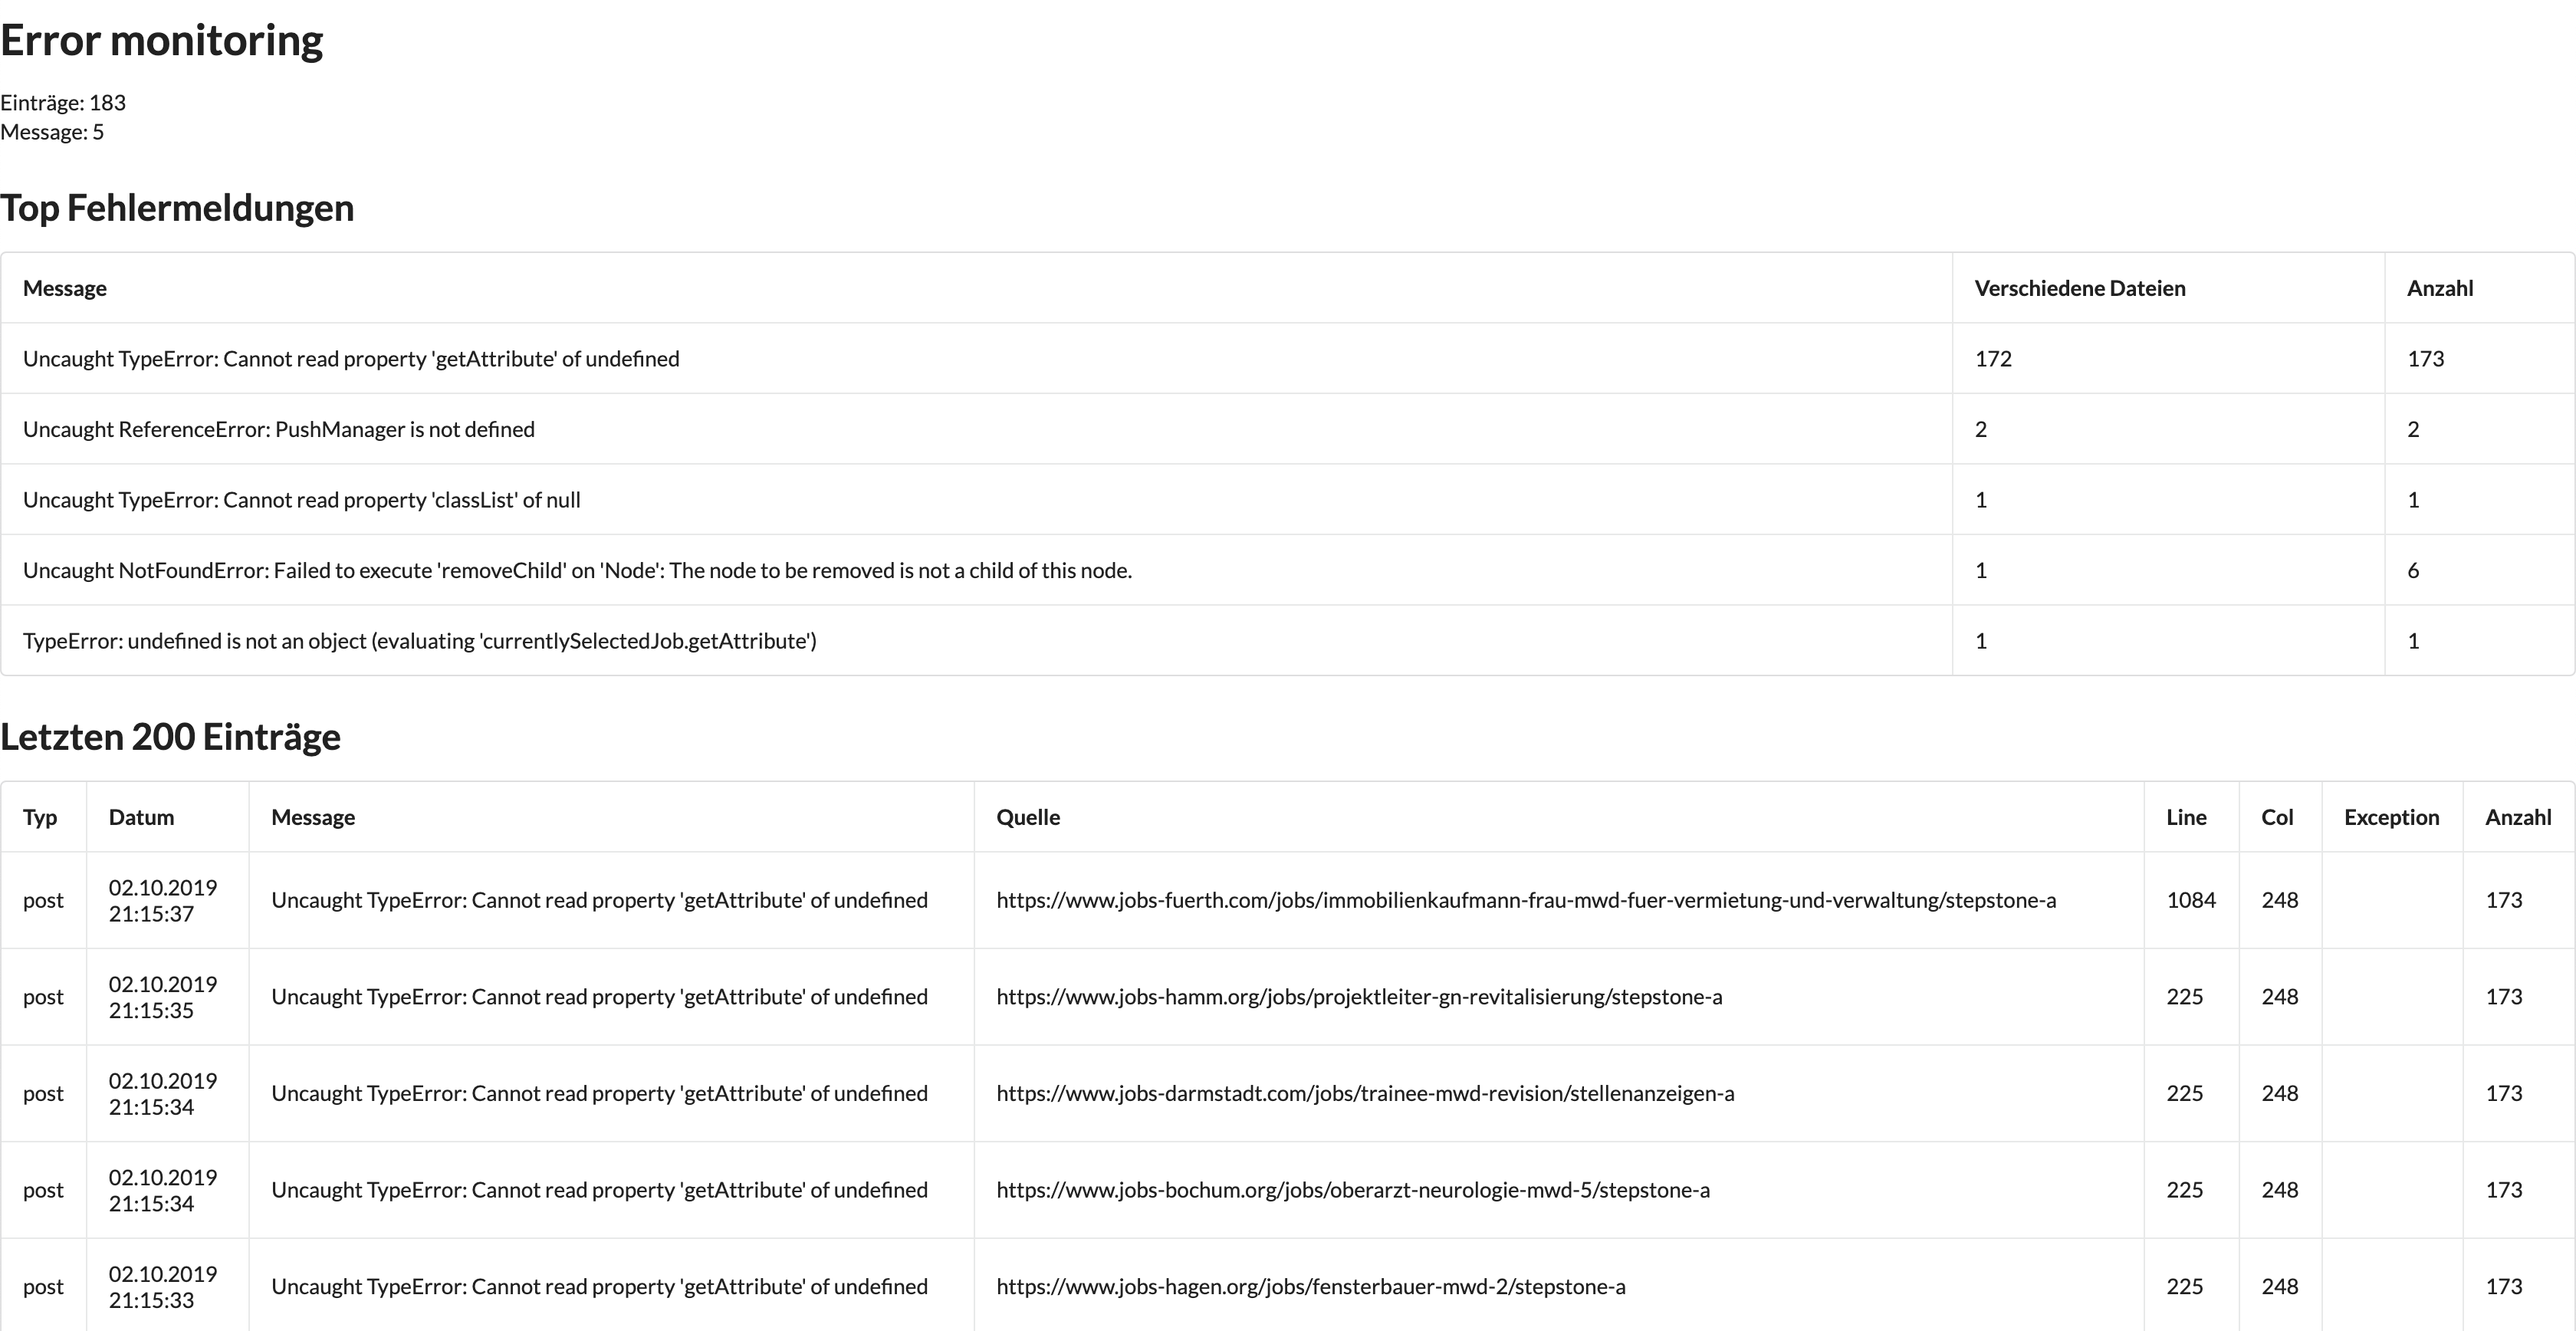 Error monitoring
Einträge: 183
Message: 5
Top Fehlermeldungen
Message Verschiedene Dateien Anzahl
Uncaught TypeError: Cannot read property 'getAttribute' of undefined 172 173
Uncaught ReferenceError: PushManager is not defined 2 2
Uncaught TypeError: Cannot read property 'classList' of null 1 1
Uncaught NotFoundError: Failed to execute 'removeChild' on 'Node': The node to be removed is not a child of this node. 1 6
TypeError: undefined is not an object (evaluating 'currentlySelectedJob.getAttribute') 1 1
Letzten 200 Einträge
Typ Datum Message Quelle Line Col Exception Anzahl
post 02.10.2019 21:15:37 Uncaught TypeError: Cannot read property 'getAttribute' of undefined https://www.jobs-fuerth.com/jobs/immobilienkaufmann-frau-mwd-fuer-vermietung-und-verwaltung/stepstone-a 1084 248 173
post 02.10.2019 21:15:35 Uncaught TypeError: Cannot read property 'getAttribute' of undefined https://www.jobs-hamm.org/jobs/projektleiter-gn-revitalisierung/stepstone-a 225 248 173
post 02.10.2019 21:15:34 Uncaught TypeError: Cannot read property 'getAttribute' of undefined https://www.jobs-darmstadt.com/jobs/trainee-mwd-revision/stellenanzeigen-a 225 248 173
post 02.10.2019 21:15:34 Uncaught TypeError: Cannot read property 'getAttribute' of undefined https://www.jobs-bochum.org/jobs/oberarzt-neurologie-mwd-5/stepstone-a 225 248 173
post 02.10.2019 21:15:33 Uncaught TypeError: Cannot read property 'getAttribute' of undefined https://www.jobs-hagen.org/jobs/fensterbauer-mwd-2/stepstone-a 225 248 173